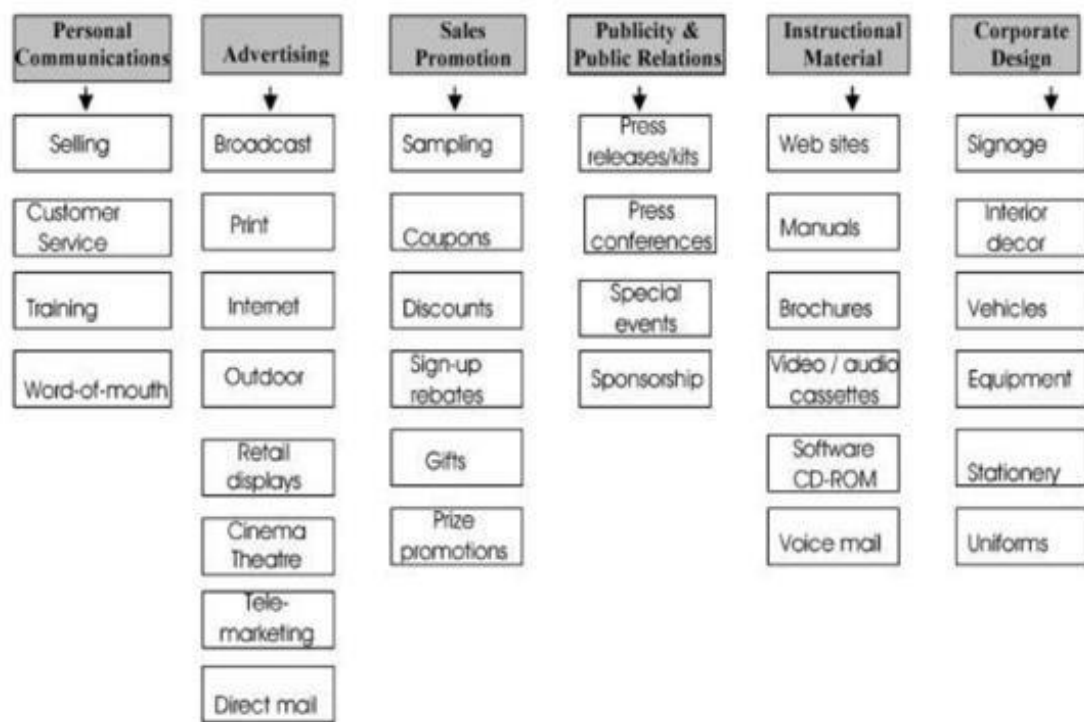 Personal
Communications
Selling
Customer
Service
Training
Word-of-mouth
Advertising
Broadcast
Print
Internet
Outdoor
Retail
displays
Cinema
Theatre
Tele-
marketing
Direct mail
Sales
Promotion
Sampling
Coupons
Discounts
Sign-up
rebates
Gifts
Prize
promotions
Publicity &
Public Relations
Press
releases/kits
Press
conferences
Special
events
Sponsorship
Instructional
Material
Web sites
Manuals
Brochures
Video / audio
cassettes
Software
CD-ROM
Voice mail
Corporate
Design
Signage
Interior
decor
Vehicles
Equipment
Stationery
Uniforms